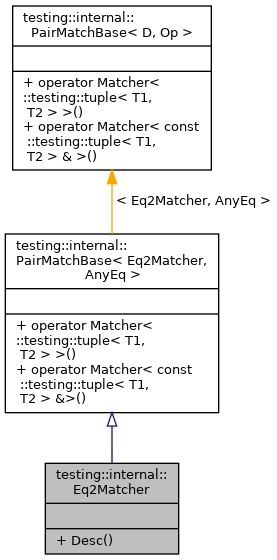 testing::internal::
PairMatchBase< D, Op >
+ operator Matcher<
::testing::tuple< T1,
T2 > >()
+ operator Matcher< const
::testing::tuple< T1,
T2 > & >()
< Eq2Matcher, AnyEq >
testing::internal::
PairMatchBase< Eq2Matcher,
AnyEq >
+ operator Matcher<
::testing::tuple< T1,
T2 > >()
+ operator Matcher< const
::testing::tuple< T1,
T2 > &>()
testing::internal::
Eq2Matcher
+ Desc()